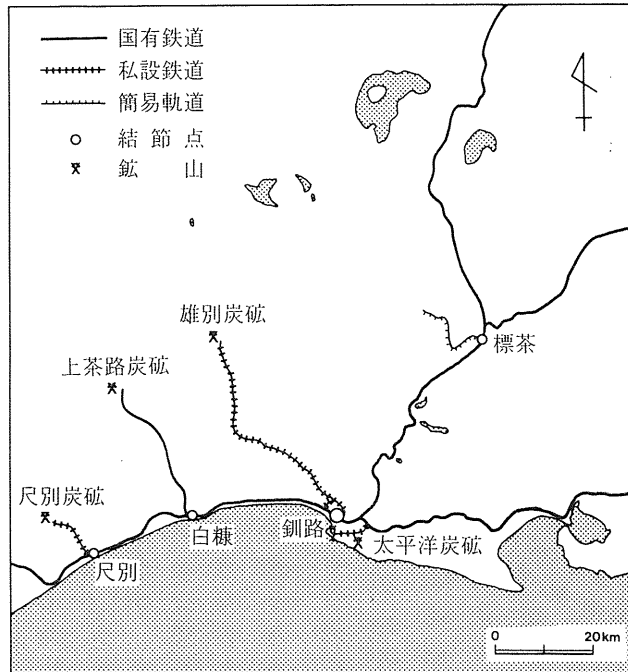 国有鉄道
私設鉄道
簡易軌道
結節点
鉱山
雄別炭砿
標茶
上茶路炭砿
尺別炭砿
白糠
釧路
太平洋炭砿
尺別
0 20km